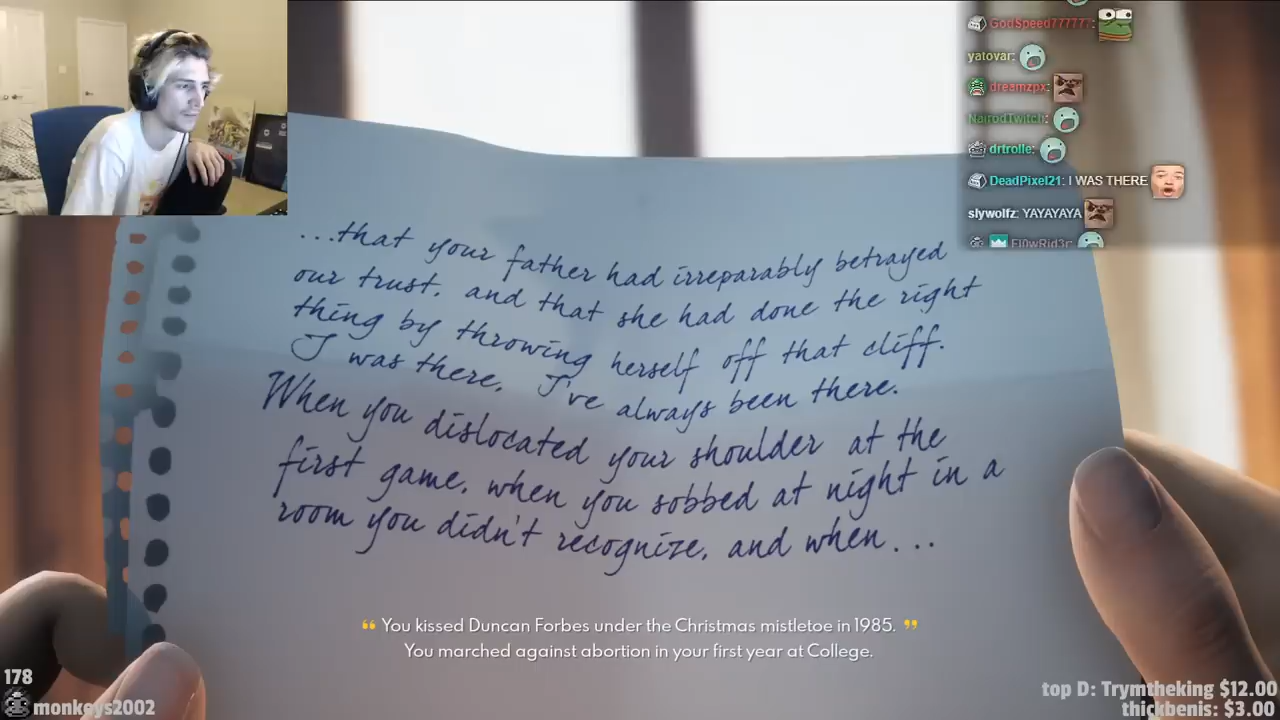 GodSpeed777777:
yatovar:
dreamzpx:
NairodTwitch:
drtrolle:
DeadPixel21: I WAS THERE
slywolfz: YAYAYAYA
Fl0wRid3r:
...that your father had irreparably betrayed
our trust, and that she had done the right
thing by throwing herself off that cliff.
I was there, I've always been there.
When you dislocated your shoulder at the
first game, when you sobbed at night in a
room you didn't recognize, and when...
“ You kissed Duncan Forbes under the Christmas mistletoe in 1985. ”
You marched against abortion in your first year at College.
178
monkeys2002
top D: Trymtheking $12.00
thickbenis: $3.00